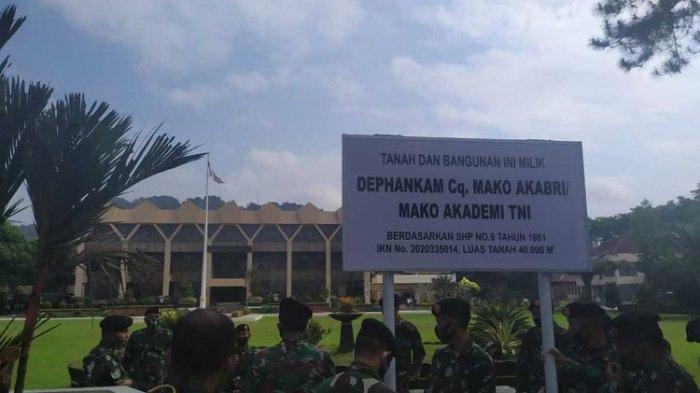 TANAH DAN BANGUNAN INI MILIK
DEPHANKAM Cq. MAKO AKABRI/
MAKO AKADEMI TNI
BERDASARKAN SHP NO.9 TAHUN 1981
IKN No. 2020335014, LUAS TANAH 40.000 M²